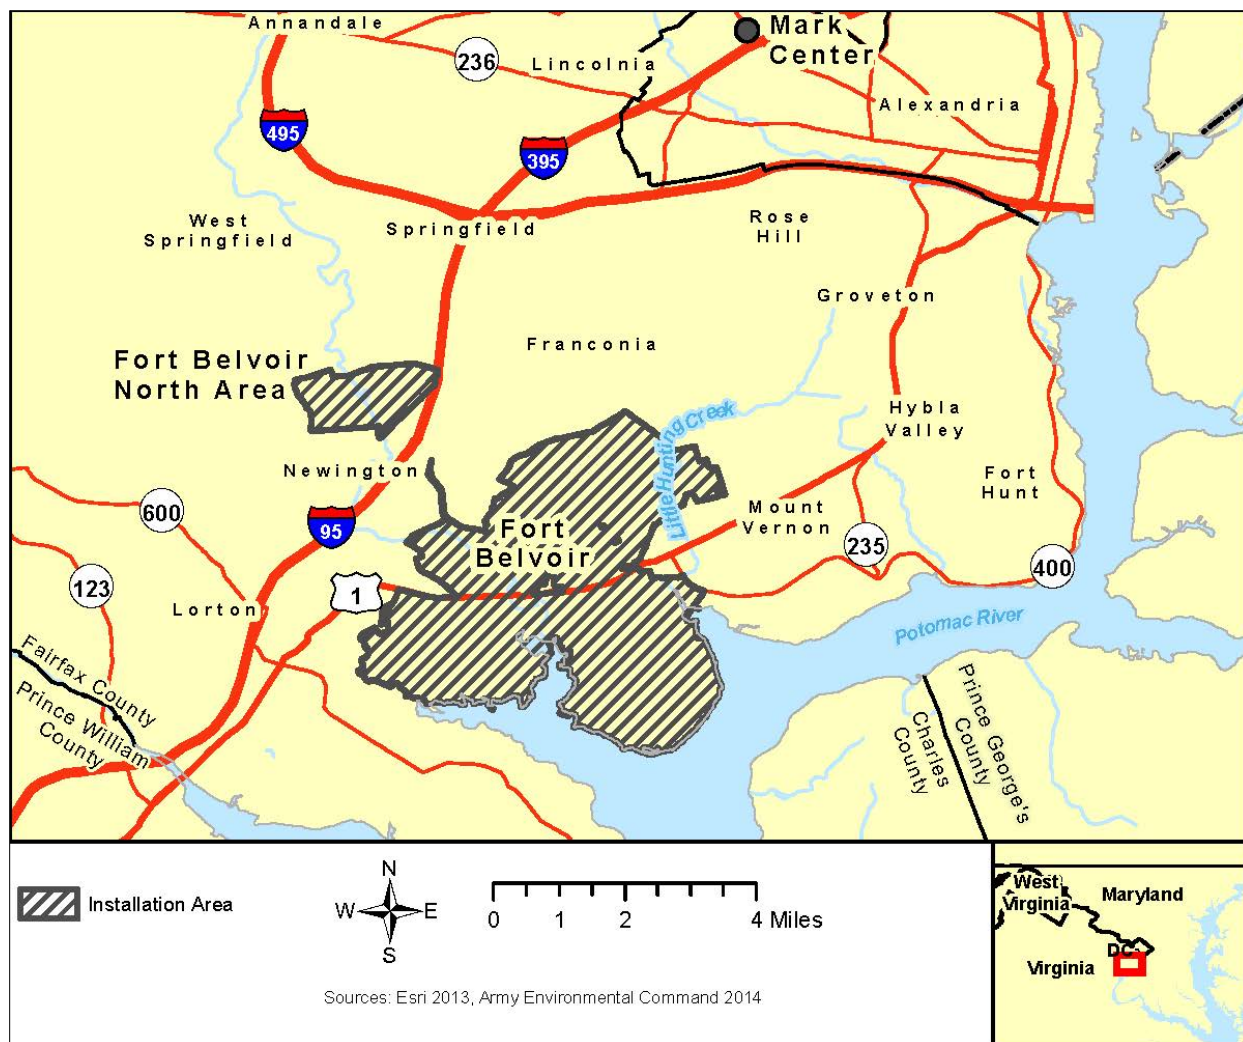 Annandale
Mark
Center
236
Lincolnia
Alexandria
495
395
West
Springfield
Springfield
Rose
Hill
Groveton
Franconia
Fort Belvoir
North Area
Little Hunting Creek
Hybla
Valley
Newington
Fort
Hunt
Mount
Vernon
600
95
Fort
Belvoir
235
400
123
1
Lorton
Potomac River
Fairfax County
Prince William
County
Charles
County
Prince George's
County
Installation Area
N
W
E
S
0
1
2
4 Miles
Sources: Esri 2013, Army Environmental Command 2014
West
Virginia
Maryland
DC
Virginia